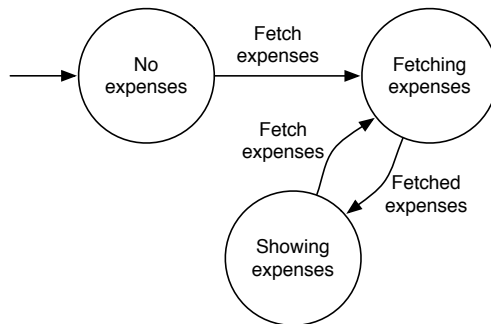 No
expenses
Fetch
expenses
Fetching
expenses
Fetch
expenses
Fetched
expenses
Showing
expenses